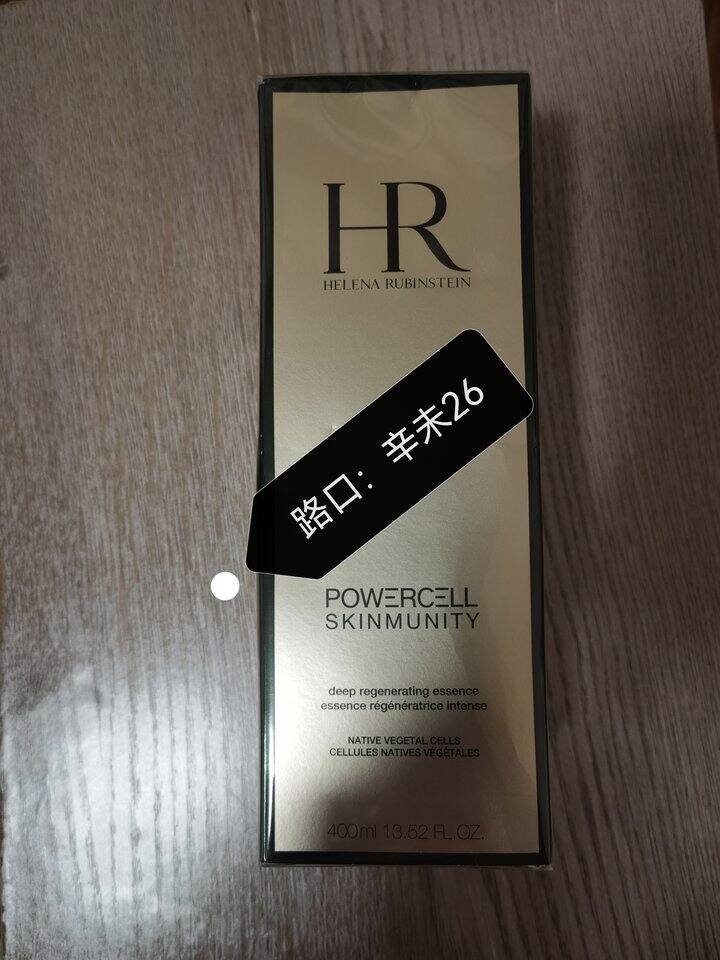 HR
HELENA RUBINSTEIN
路口：辛未26
POWERCELL
SKINMUNITY
deep regenerating essence
essence régénératrice intense
NATIVE VEGETAL CELLS
CELLULES NATIVES VÉGÉTALES
400ml 13.52 FL.OZ.